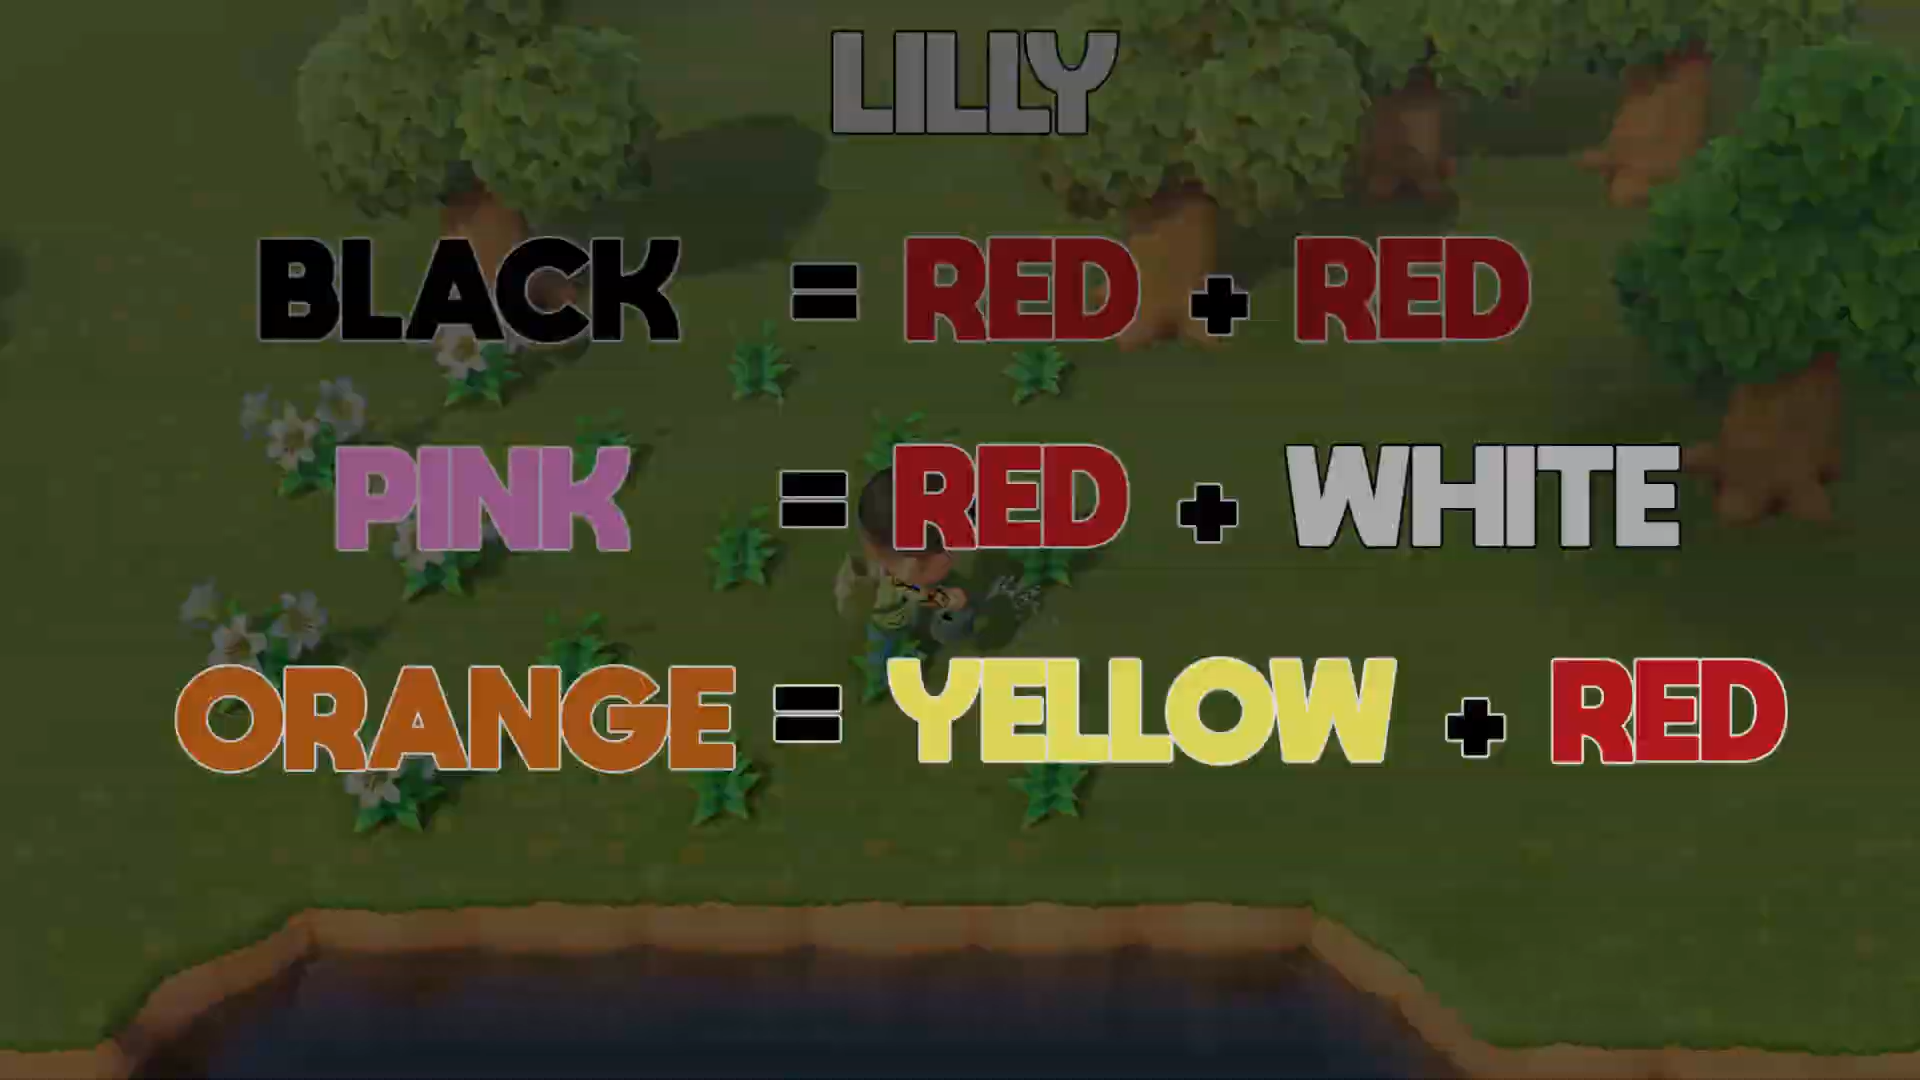 LILLY
BLACK = RED + RED
PINK = RED + WHITE
ORANGE = YELLOW + RED